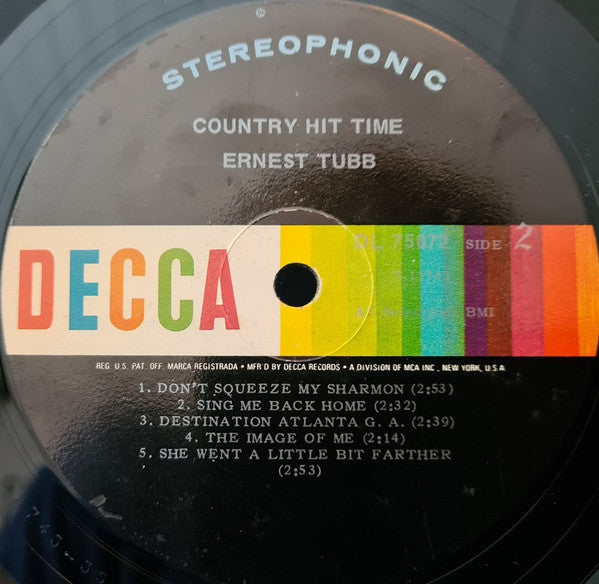 ℗
STEREOPHONIC
COUNTRY HIT TIME
ERNEST TUBB
DECCA
DL 75072 SIDE 2
BMI
REG. U.S. PAT. OFF. MARCA REGISTRADA • MFR'D BY DECCA RECORDS • A DIVISION OF MCA INC., NEW YORK, U.S.A.
1. DON'T SQUEEZE MY SHARMON (2:53)
2. SING ME BACK HOME (2:32)
3. DESTINATION ATLANTA G. A. (2:39)
4. THE IMAGE OF ME (2:14)
5. SHE WENT A LITTLE BIT FARTHER
(2:53)